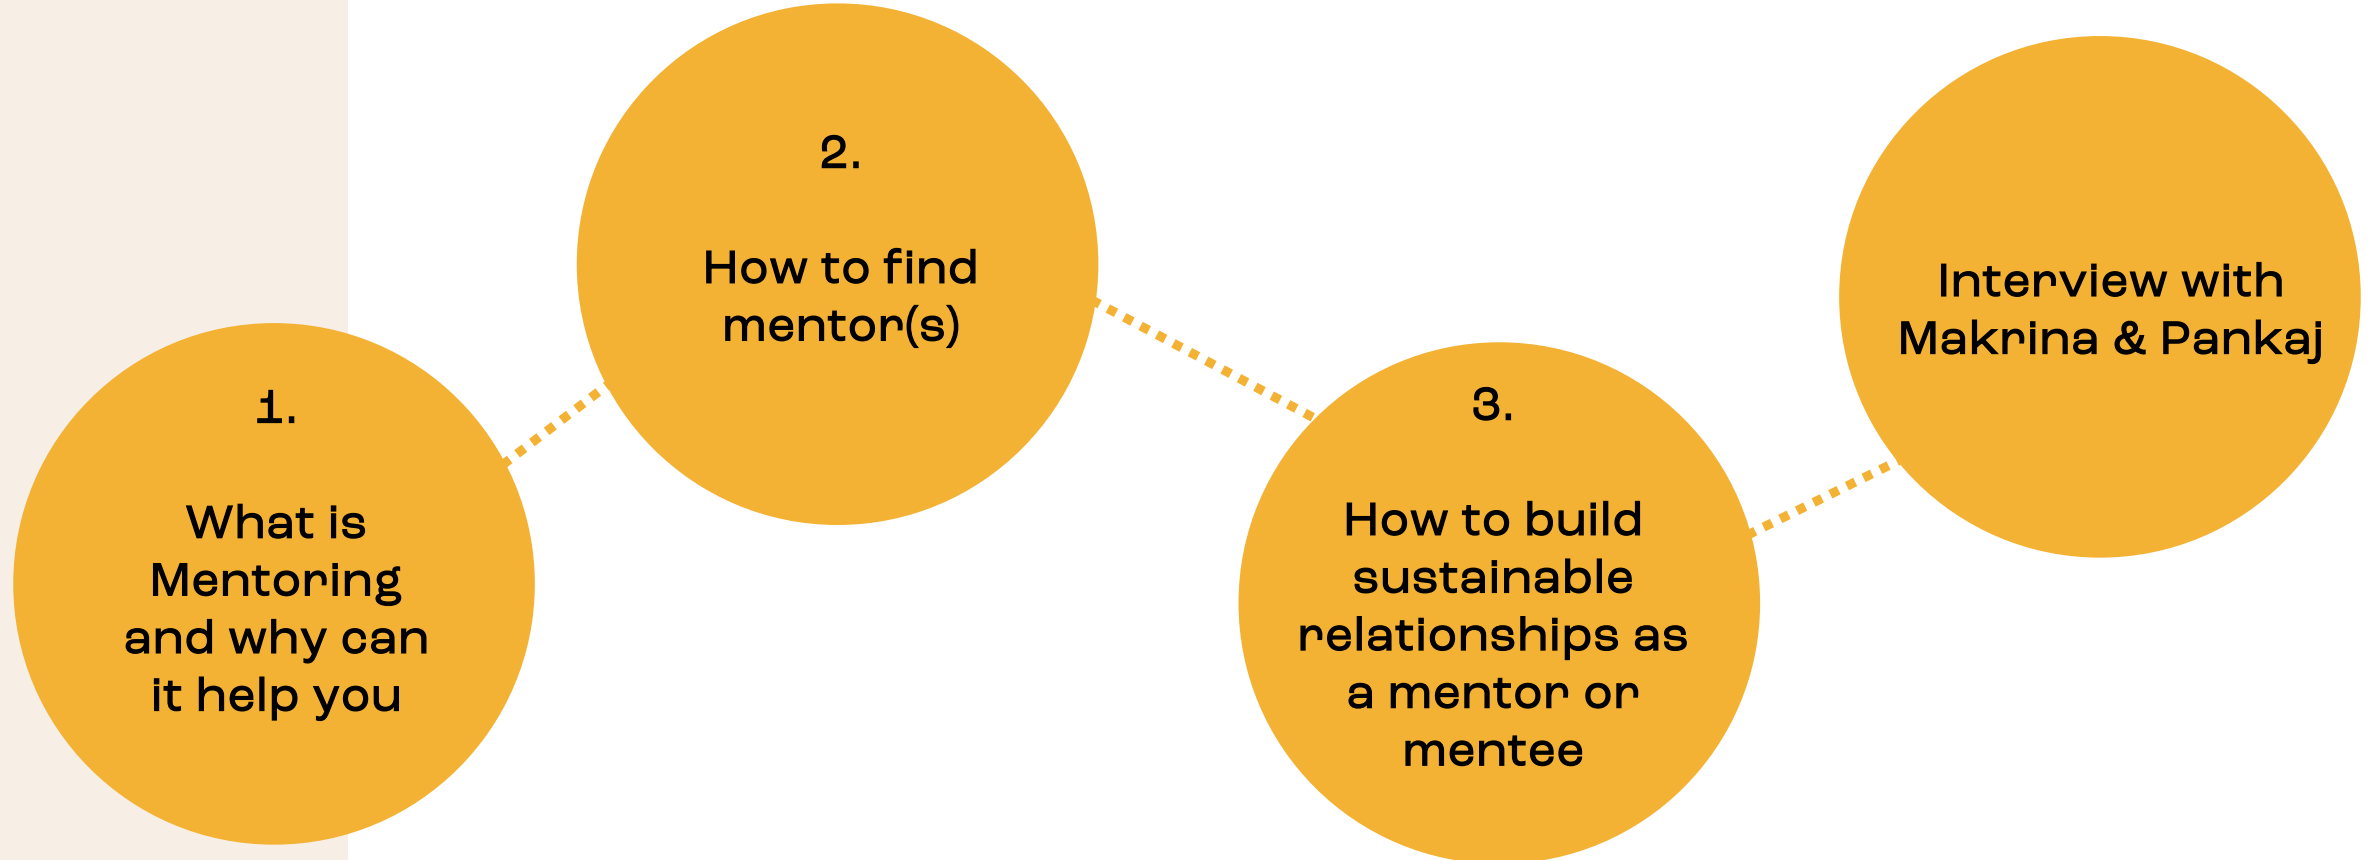 1.
What is
Mentoring
and why can
it help you
2.
How to find
mentor(s)
3.
How to build
sustainable
relationships as
a mentor or
mentee
Interview with
Makrina & Pankaj